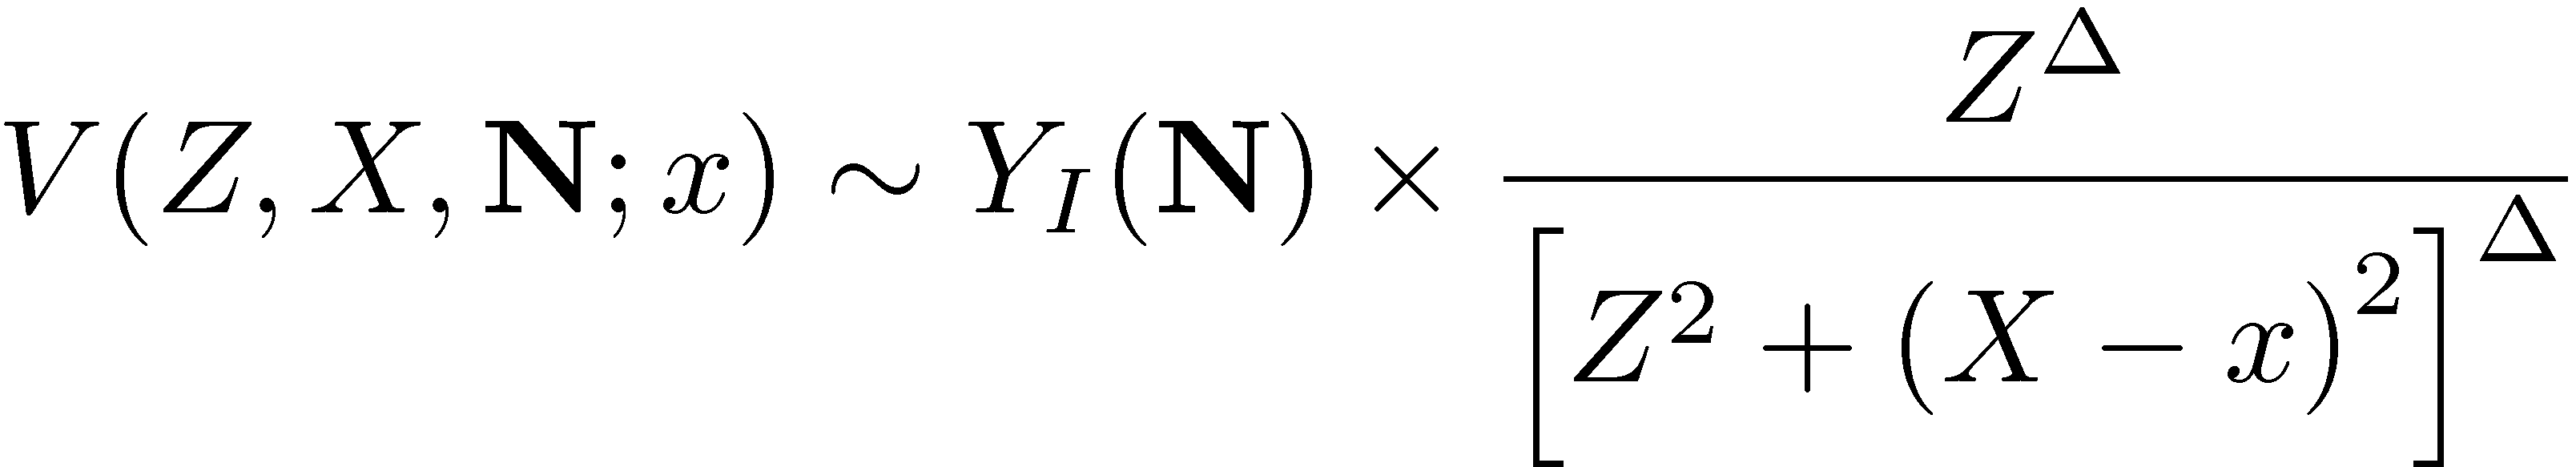 V(Z, X, \mathbf{N}; x) \sim Y_I(\mathbf{N}) \times \frac{Z^\Delta}{\left[Z^2 + (X - x)^2\right]^\Delta}